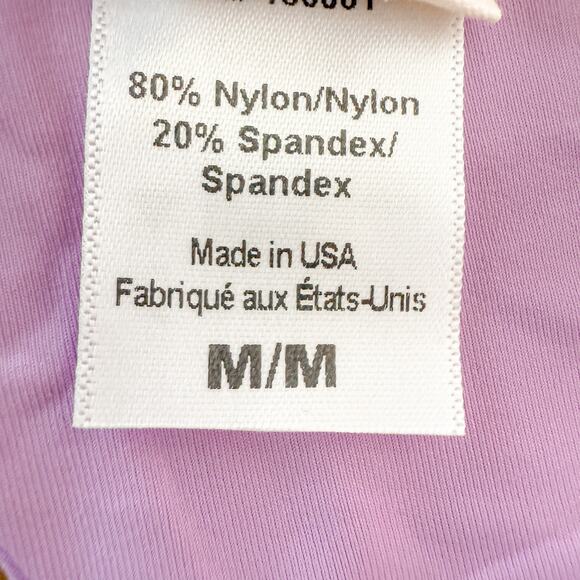 80% Nylon/Nylon
20% Spandex/
Spandex
Made in USA
Fabriqué aux États-Unis
M/M